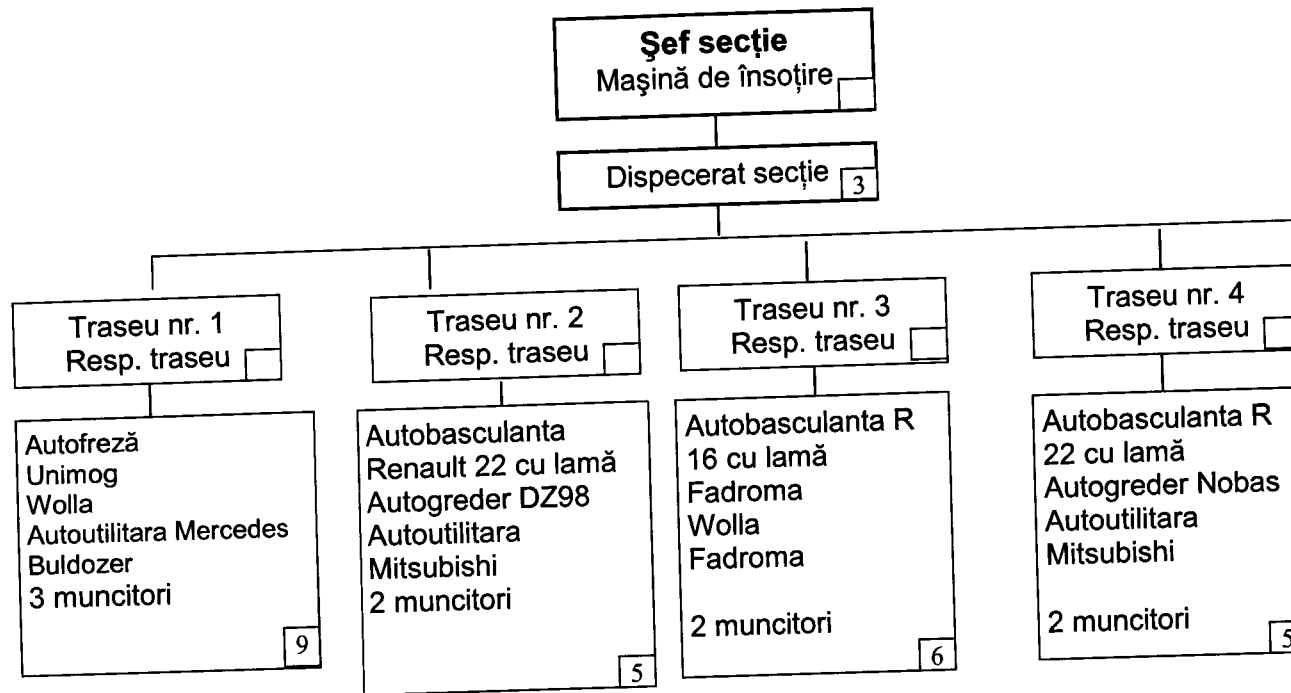 Şef secție
Maşină de însoțire
Dispecerat secție
3
Traseu nr. 1
Resp. traseu
Traseu nr. 2
Resp. traseu
Traseu nr. 3
Resp. traseu
Traseu nr. 4
Resp. traseu
Autofreză
Unimog
Wolla
Autoutilitara Mercedes
Buldozer
3 muncitori
9
Autobasculanta
Renault 22 cu lamă
Autogreder DZ98
Autoutilitara
Mitsubishi
2 muncitori
5
Autobasculanta R
16 cu lamă
Fadroma
Wolla
Fadroma
2 muncitori
6
Autobasculanta R
22 cu lamă
Autogreder Nobas
Autoutilitara
Mitsubishi
2 muncitori
5